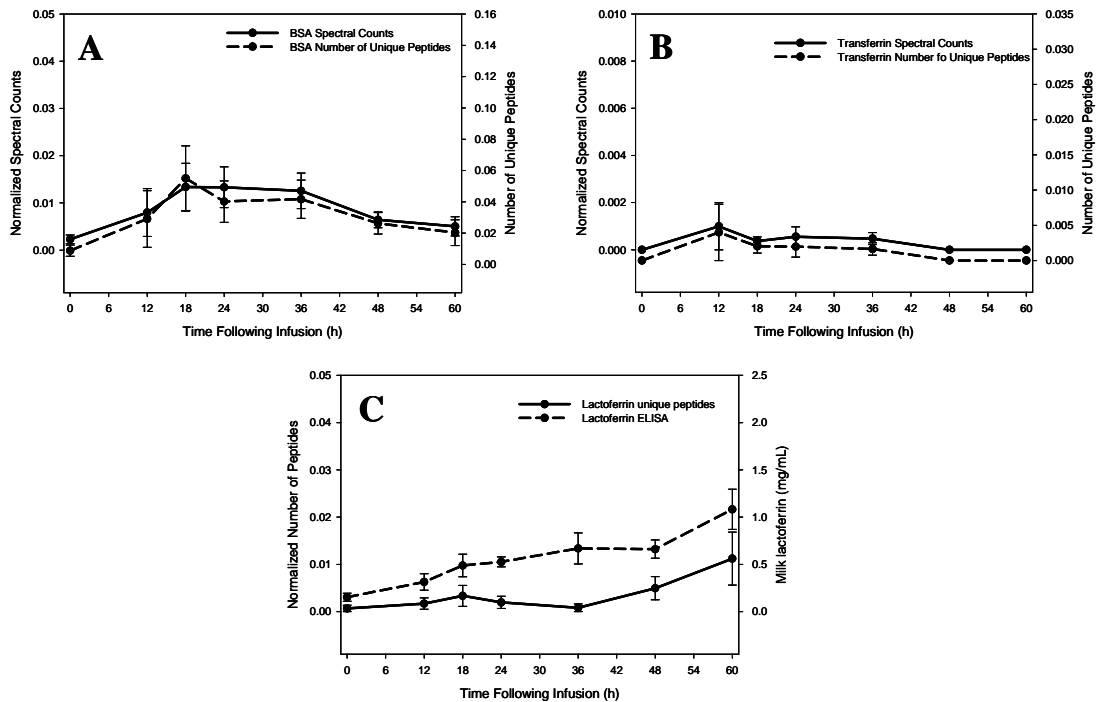 A
BSA Spectral Counts
BSA Number of Unique Peptides
Normalized Spectral Counts
0.05
0.04
0.03
0.02
0.01
0.00
0.16
0.14
0.12
0.10
0.08
0.06
0.04
0.02
0.00
Number of Unique Peptides
0 6 12 18 24 30 36 42 48 54 60
Time Following Infusion (h)
B
Transferrin Spectral Counts
Transferrin Number fo Unique Peptides
Normalized Spectral Counts
0.010
0.008
0.006
0.004
0.002
0.000
0.035
0.030
0.025
0.020
0.015
0.010
0.005
0.000
Number of Unique Peptides
0 6 12 18 24 30 36 42 48 54 60
Time Following Infusion (h)
C
Lactoferrin unique peptides
Lactoferrin ELISA
Normalized Number of Peptides
0.05
0.04
0.03
0.02
0.01
0.00
2.5
2.0
1.5
1.0
0.5
0.0
Milk lactoferrin (mg/mL)
0 6 12 18 24 30 36 42 48 54 60
Time Following Infusion (h)